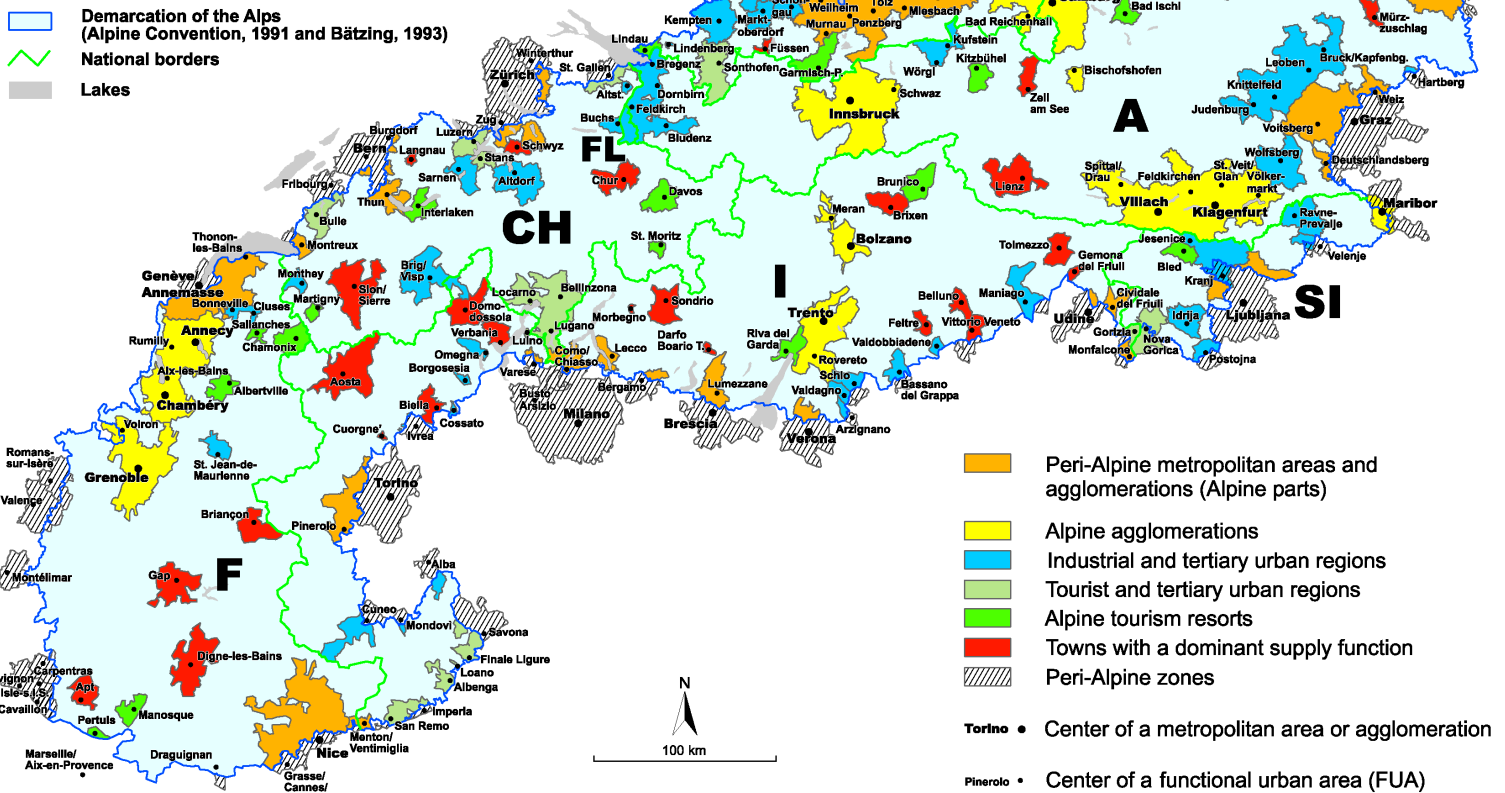 Demarcation of the Alps
(Alpine Convention, 1991 and Bätzing, 1993)
National borders
Lakes
Kempten
Markt-
oberdorf
gau
Weilheim
Tölz
Murnau
Penzberg
Miesbach
Bad Reichenhall
Bad Ischl
Mürz-
zuschlag
Lindau
Lindenberg
Füssen
Kufstein
Sonthofen
Garmisch-P.
Wörgl
Kitzbühel
Bischofshofen
Zell
am See
Leoben
Bruck/Kapfenbg.
Hartberg
Knittelfeld
Judenburg
Weiz
Voitsberg
Graz
Winterthur
Zürich
St. Gallen
Bregenz
Altst.
Dornbirn
Feldkirch
Buchs
Bludenz
Schwaz
Innsbruck
A
FL
Zug
Luzern
Burgdorf
Bern
Langnau
Schwyz
Stans
Sarnen
Altdorf
Chur
Davos
Fribourg
Thun
Interlaken
Bulle
CH
St. Moritz
Brunico
Brixen
Lienz
Meran
Bolzano
Spittal/
Drau
Feldkirchen
St. Veit/
Glan
Völker-
markt
Wolfsberg
Deutschlandsberg
Villach
Klagenfurt
Maribor
Ravne-
Prevalje
Velenje
Jesenice
Bled
Kranj
Tolmezzo
Gemona
del Friuli
Thonon-
les-Bains
Montreux
Genève/
Annemasse
Monthey
Bonneville
Cluses
Martigny
Sion/
Sierre
Brig/
Visp
Locarno
Bellinzona
Domo-
dossola
Lugano
Verbania
Luino
Morbegno
Sondrio
I
Trento
Belluno
Maniago
Feltre
Vittorio Veneto
Udine
Cividale
del Friuli
Ljubljana
SI
Idrija
Gorizia
Nova
Gorica
Monfalcone
Postojna
Annecy
Sallanches
Rumilly
Chamonix
Aix-les-Bains
Albertville
Chambéry
Aosta
Omegna
Borgosesia
Varese
Como/
Chiasso
Lecco
Darfo
Boario T.
Riva del
Garda
Rovereto
Valdobbiadene
Schio
Valdagno
Bassano
del Grappa
Bergamo
Lumezzane
Busto
Arsizio
Milano
Brescia
Verona
Arzignano
Biella
Cossato
Cuorgne'
Ivrea
Voiron
Romans-
sur-Isère
Grenoble
St. Jean-de-
Maurienne
Valence
Torino
Briançon
Pinerolo
Montélimar
Gap
F
Alba
Cuneo
Mondovì
Savona
Digne-les-Bains
Finale Ligure
Loano
Albenga
Carpentras
Isle-s.l.S.
Cavaillon
Apt
Pertuis
Manosque
Imperia
San Remo
Menton/
Ventimiglia
Marseille/
Aix-en-Provence
Draguignan
Nice
Grasse/
Cannes/
N
100 km
Peri-Alpine metropolitan areas and
agglomerations (Alpine parts)
Alpine agglomerations
Industrial and tertiary urban regions
Tourist and tertiary urban regions
Alpine tourism resorts
Towns with a dominant supply function
Peri-Alpine zones
Torino
Center of a metropolitan area or agglomeration
Pinerolo
Center of a functional urban area (FUA)